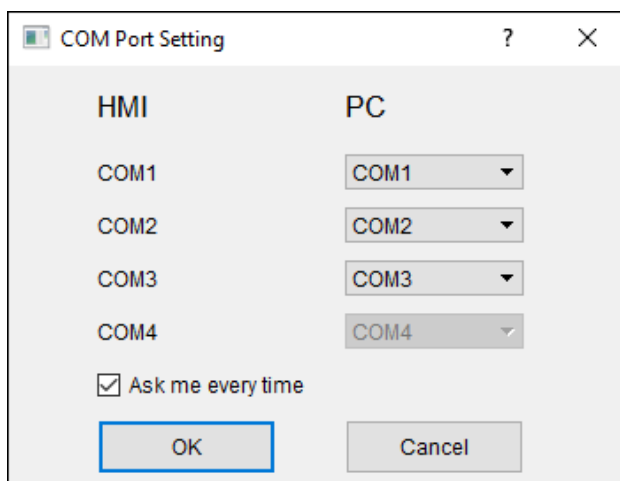 COM Port Setting ?
HMI PC
COM1 COM1
COM2 COM2
COM3 COM3
COM4 COM4
Ask me every time
OK Cancel